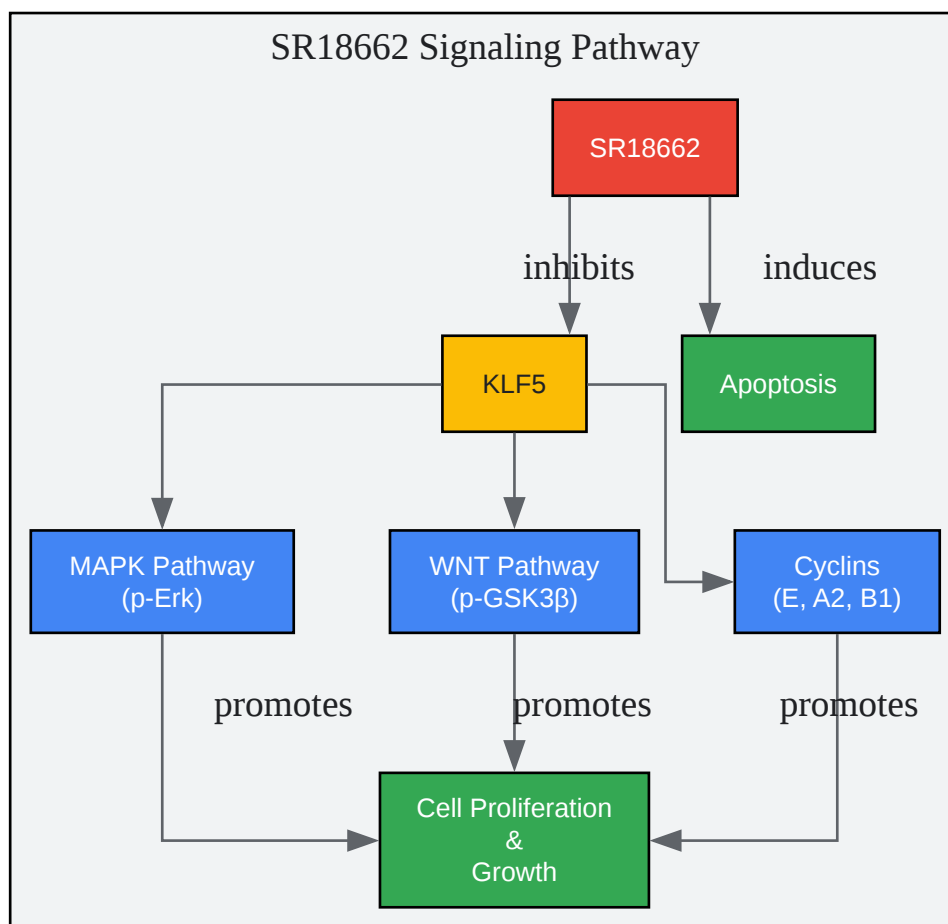 SR18662 Signaling Pathway
SR18662
inhibits
induces
KLF5
Apoptosis
MAPK Pathway
(p-Erk)
WNT Pathway
(p-GSK3β)
Cyclins
(E, A2, B1)
promotes
promotes
promotes
Cell Proliferation
&
Growth